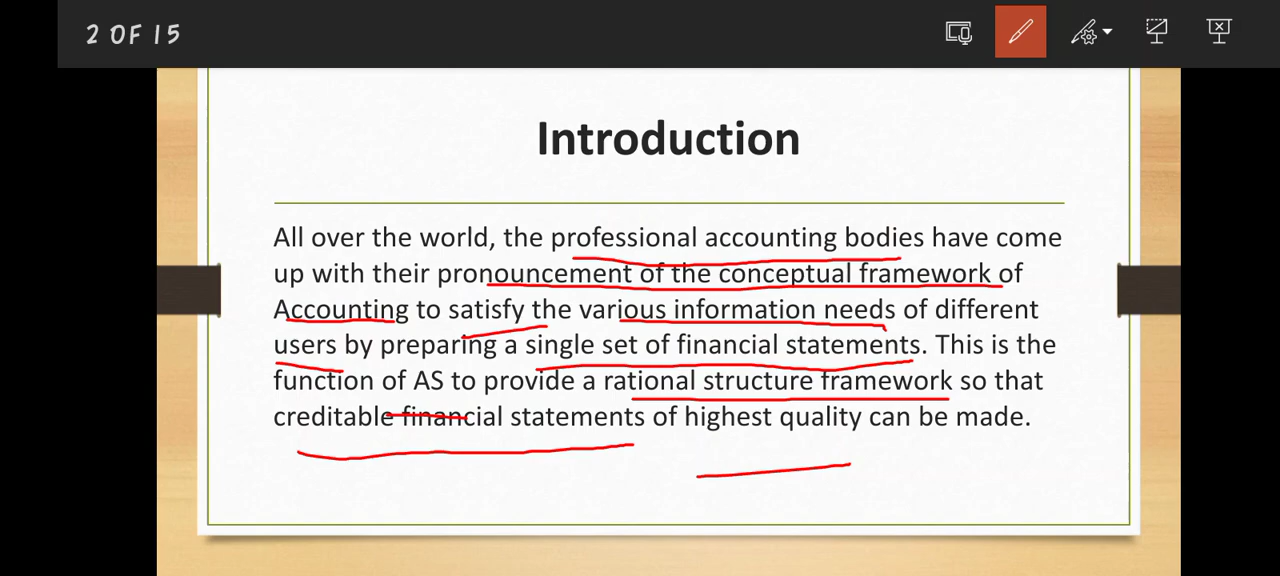 2 OF 15
Introduction
All over the world, the professional accounting bodies have come
up with their pronouncement of the conceptual framework of
Accounting to satisfy the various information needs of different
users by preparing a single set of financial statements. This is the
function of AS to provide a rational structure framework so that
creditable financial statements of highest quality can be made.